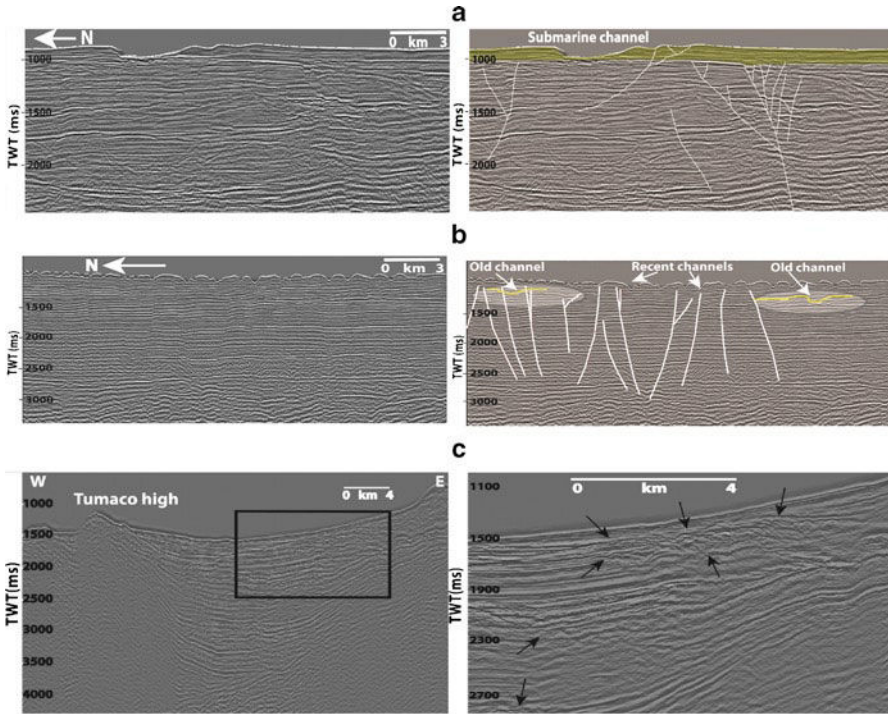 a
N
0 km 3
1000
1500
2000
TWT (ms)
Submarine channel
1000
1500
2000
TWT (ms)
b
N
0 km 3
1500
2000
2500
3000
TWT (ms)
Old channel
Recent channels
Old channel
1500
2000
2500
3000
TWT (ms)
c
W
E
Tumaco high
0 km 4
1000
1500
2000
2500
3000
3500
4000
TWT(ms)
0 km 4
1100
1500
1900
2300
2700
TWT(ms)